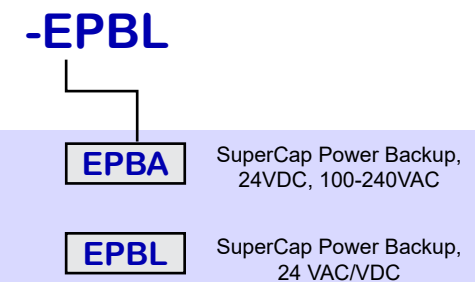 -EPBL
EPBA
SuperCap Power Backup,
24VDC, 100-240VAC
EPBL
SuperCap Power Backup,
24 VAC/VDC